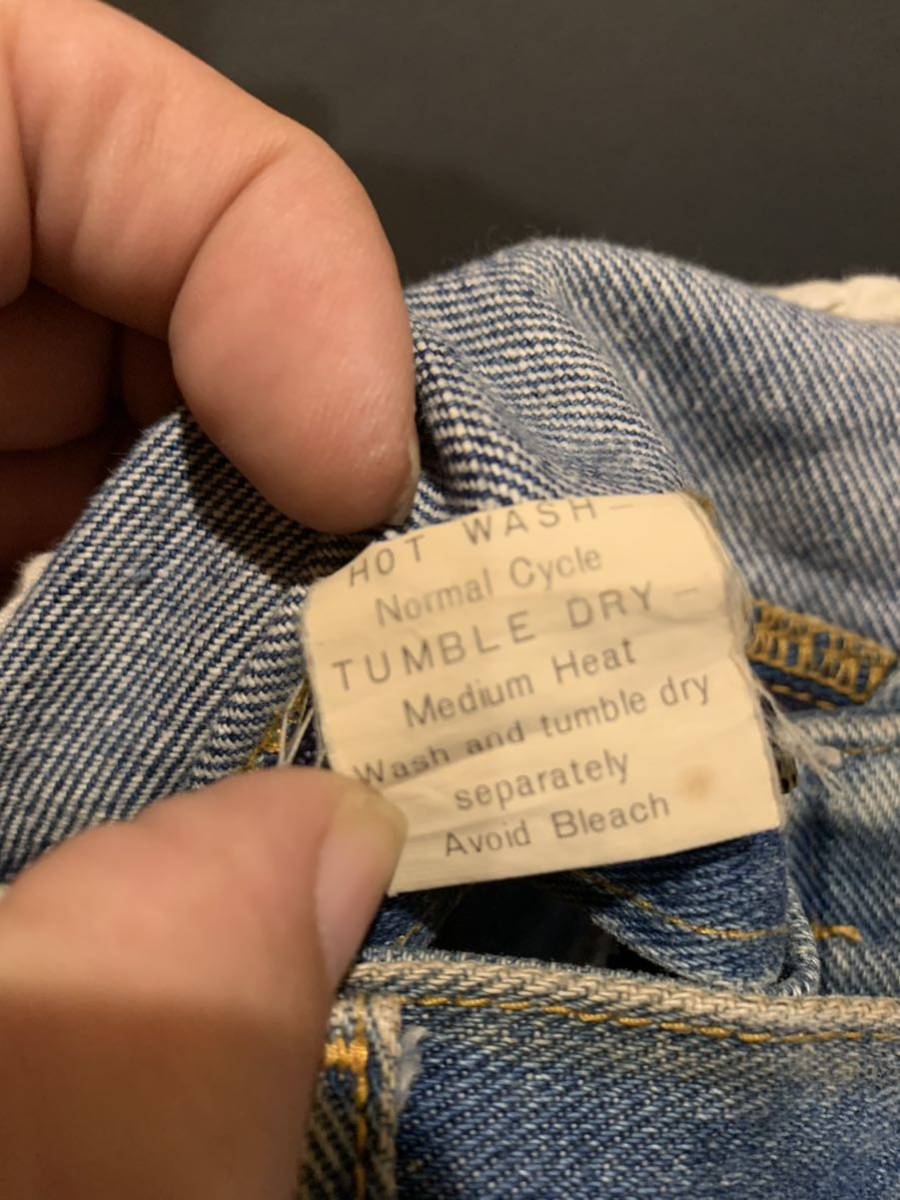 HOT WASH —
Normal Cycle
TUMBLE DRY —
Medium Heat
Wash and tumble dry
separately
Avoid Bleach